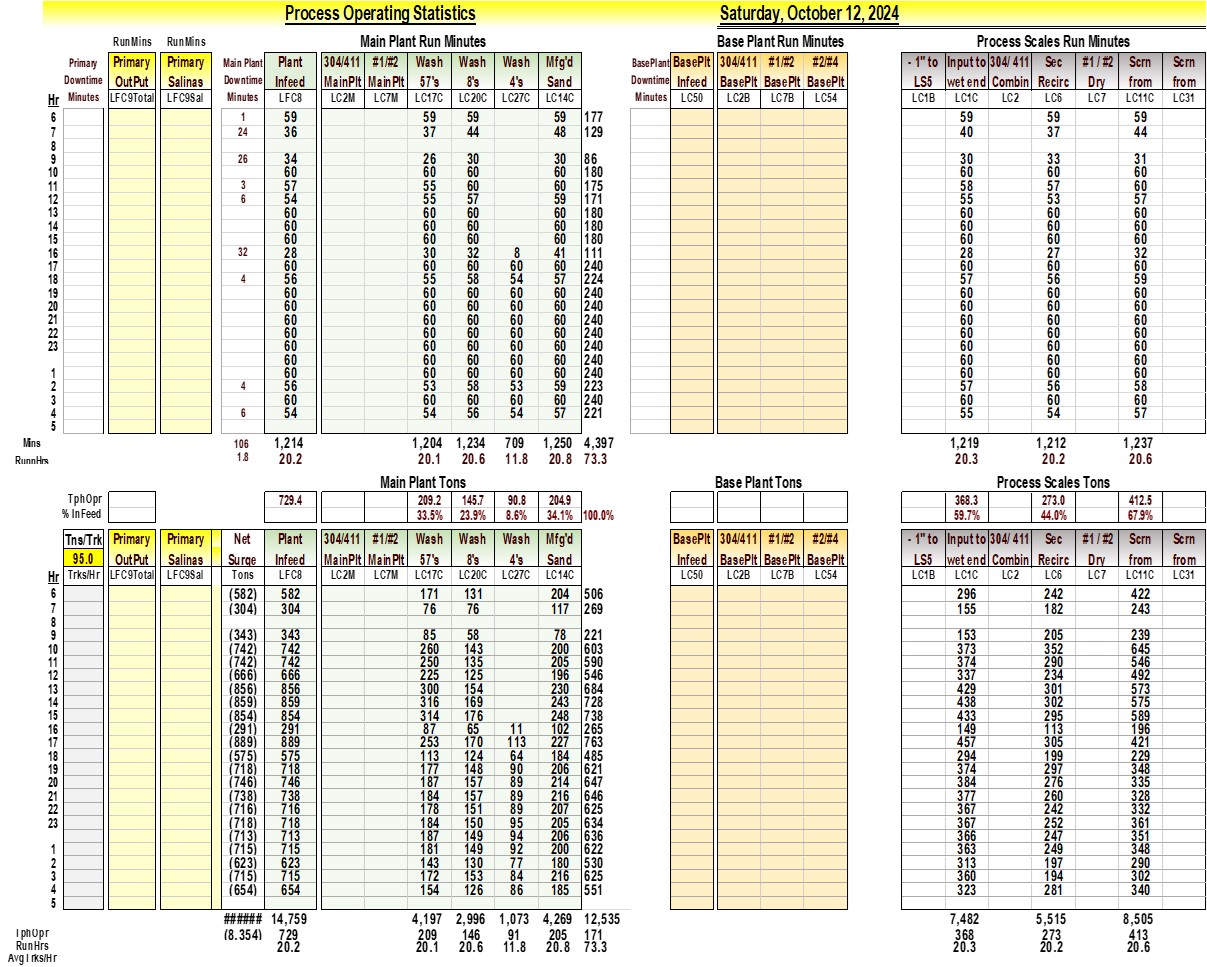 Process Operating Statistics Saturday, October 12, 2024
RunMins RunMins Main Plant Run Minutes Base Plant Run Minutes Process Scales Run Minutes
Primary Primary Primary Main Plant Plant 304/411 #1/#2 Wash Wash Wash Mfg'd BasePlant BasePlt 304/411 #1/#2 #2/#4 - 1" to Input to 304/ 411 Sec #1 / #2 Scrn Scrn
Downtime OutPut Salinas Downtime Infeed MainPlt MainPlt 57's 8's 4's Sand Downtime Infeed BasePlt BasePlt BasePlt LS5 wet end Combin Recirc Dry from from
Hr Minutes LFC9Total LFC9Sal Minutes LFC8 LC2M LC7M LC17C LC20C LC27C LC14C Minutes LC50 LC2B LC7B LC54 LC1B LC1C LC2 LC6 LC7 LC11C LC31
6 1 59 59 59 59 177 59 59 59
7 24 36 37 44 48 129 40 37 44
8
9 26 34 26 30 30 86 30 33 31
10 60 60 60 60 180 60 60 60
11 3 57 55 60 60 175 58 57 60
12 6 54 55 57 59 171 55 53 57
13 60 60 60 60 180 60 60 60
14 60 60 60 60 180 60 60 60
15 60 60 60 60 180 60 60 60
16 32 28 30 32 8 41 111 28 27 32
17 60 60 60 60 60 240 60 60 60
18 4 56 55 58 54 57 224 57 56 59
19 60 60 60 60 60 240 60 60 60
20 60 60 60 60 60 240 60 60 60
21 60 60 60 60 60 240 60 60 60
22 60 60 60 60 60 240 60 60 60
23 60 60 60 60 60 240 60 60 60
60 60 60 60 60 240 60 60 60
1 60 60 60 60 60 240 60 60 60
2 4 56 53 58 53 59 223 57 56 58
3 60 60 60 60 60 240 60 60 60
4 6 54 54 56 54 57 221 55 54 57
5
Mins 106 1,214 1,204 1,234 709 1,250 4,397 1,219 1,212 1,237
RunnHrs 1.8 20.2 20.1 20.6 11.8 20.8 73.3 20.3 20.2 20.6
Main Plant Tons Base Plant Tons Process Scales Tons
TphOpr 729.4 209.2 145.7 90.8 204.9 368.3 273.0 412.5
% InFeed 33.5% 23.9% 8.6% 34.1% 100.0% 59.7% 44.0% 67.9%
Tns/Trk Primary Primary Net Plant 304/411 #1/#2 Wash Wash Wash Mfg'd BasePlt 304/411 #1/#2 #2/#4 - 1" to Input to 304/ 411 Sec #1 / #2 Scrn Scrn
95.0 OutPut Salinas Surge Infeed MainPlt MainPlt 57's 8's 4's Sand Infeed BasePlt BasePlt BasePlt LS5 wet end Combin Recirc Dry from from
Hr Trks/Hr LFC9Total LFC9Sal Tons LFC8 LC2M LC7M LC17C LC20C LC27C LC14C LC50 LC2B LC7B LC54 LC1B LC1C LC2 LC6 LC7 LC11C LC31
6 (582) 582 171 131 204 506 296 242 422
7 (304) 304 76 76 117 269 155 182 243
8
9 (343) 343 85 58 78 221 153 205 239
10 (742) 742 260 143 200 603 373 352 645
11 (742) 742 250 135 205 590 374 290 546
12 (666) 666 225 125 196 546 337 234 492
13 (856) 856 300 154 230 684 429 301 573
14 (859) 859 316 169 243 728 438 302 575
15 (854) 854 314 176 248 738 433 295 589
16 (291) 291 87 65 11 102 265 149 113 196
17 (889) 889 253 170 113 227 763 457 305 421
18 (575) 575 113 124 64 184 485 294 199 229
19 (718) 718 177 148 90 206 621 374 297 348
20 (746) 746 187 157 89 214 647 384 276 335
21 (738) 738 184 157 89 216 646 377 260 328
22 (716) 716 178 151 89 207 625 367 242 332
23 (718) 718 184 150 95 205 634 367 252 361
(713) 713 187 149 94 206 636 366 247 351
1 (715) 715 181 149 92 200 622 363 249 348
2 (623) 623 143 130 77 180 530 313 197 290
3 (715) 715 172 153 84 216 625 360 194 302
4 (654) 654 154 126 86 185 551 323 281 340
5
###### 14,759 4,197 2,996 1,073 4,269 12,535 7,482 5,515 8,505
TphOpr (8,354) 729 209 146 91 205 171 368 273 413
RunHrs 20.2 20.1 20.6 11.8 20.8 73.3 20.3 20.2 20.6
AvgTrks/Hr